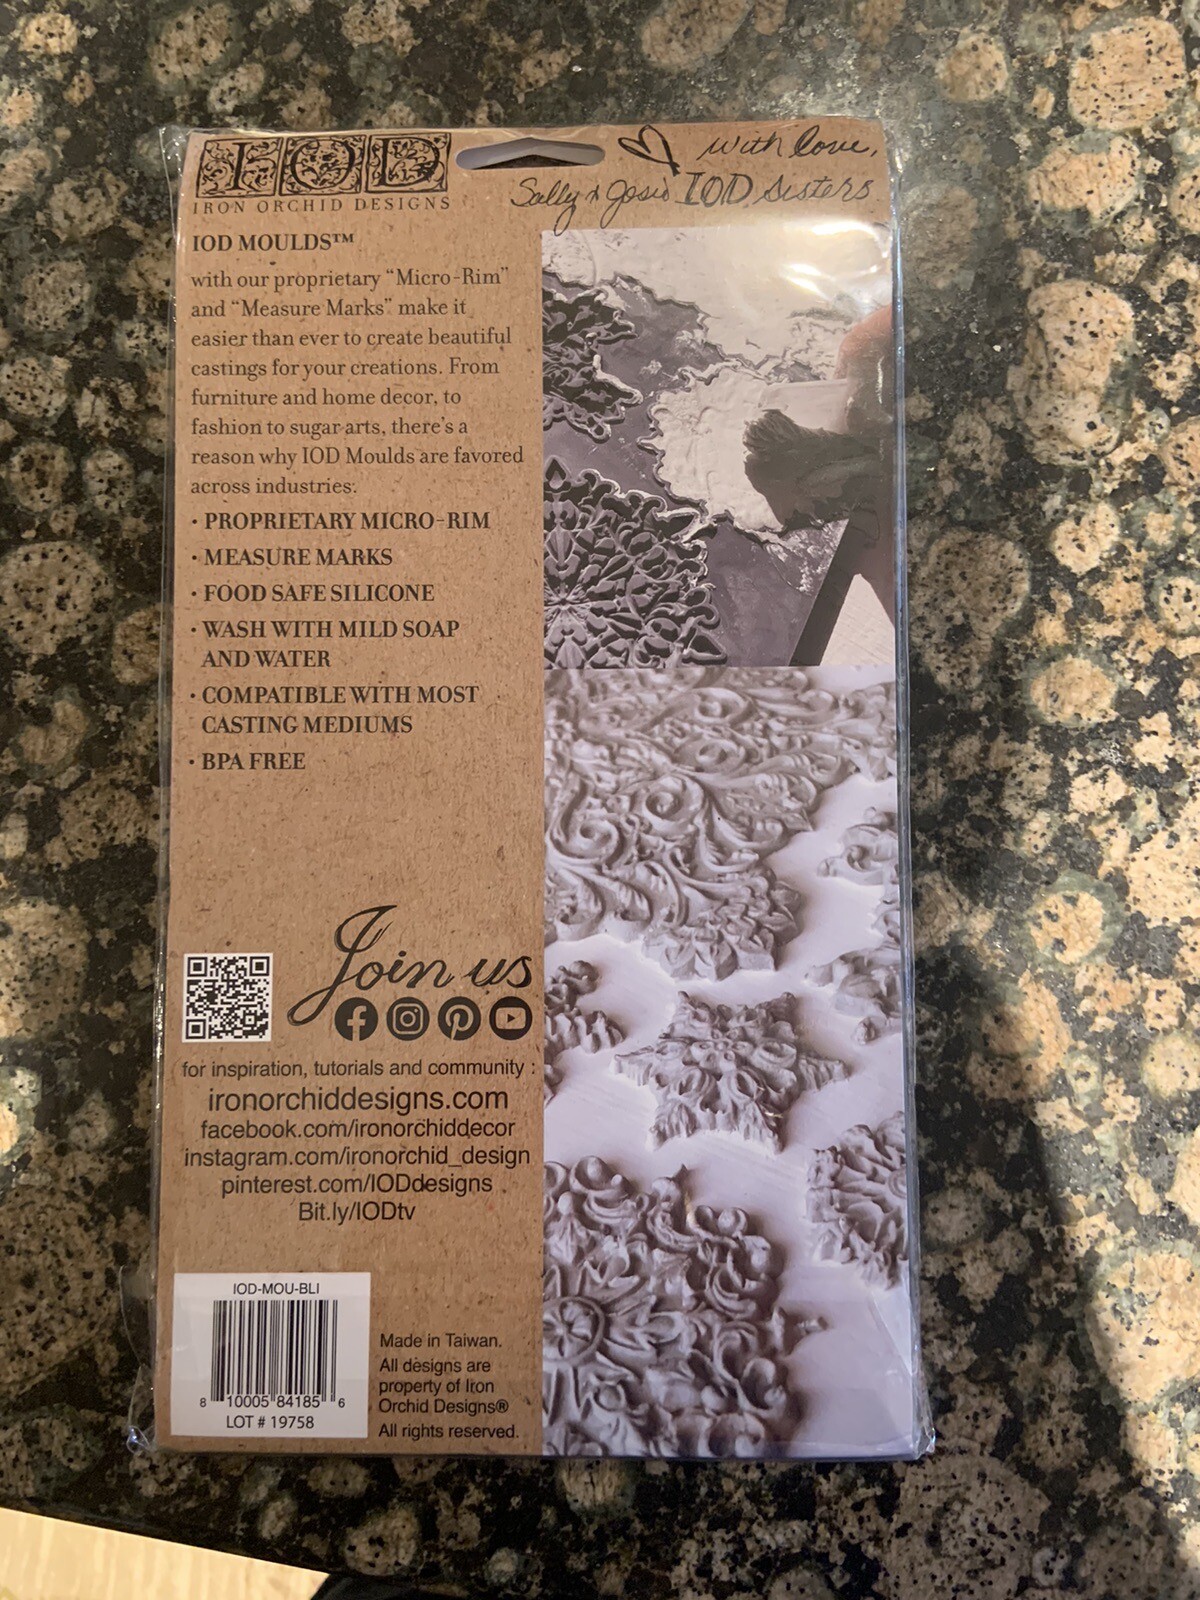 IOD
IRON ORCHID DESIGNS
with love,
Sally & Josie IOD Sisters
IOD MOULDS™
with our proprietary “Micro-Rim”
and “Measure Marks” make it
easier than ever to create beautiful
castings for your creations. From
furniture and home decor, to
fashion to sugar arts, there’s a
reason why IOD Moulds are favored
across industries:
· PROPRIETARY MICRO-RIM
· MEASURE MARKS
· FOOD SAFE SILICONE
· WASH WITH MILD SOAP
AND WATER
· COMPATIBLE WITH MOST
CASTING MEDIUMS
· BPA FREE
Join us
for inspiration, tutorials and community :
ironorchiddesigns.com
facebook.com/ironorchiddecor
instagram.com/ironorchid_design
pinterest.com/IODdesigns
Bit.ly/IODtv
IOD-MOU-BLI
8 10005 84185 6
LOT # 19758
Made in Taiwan.
All designs are
property of Iron
Orchid Designs®
All rights reserved.